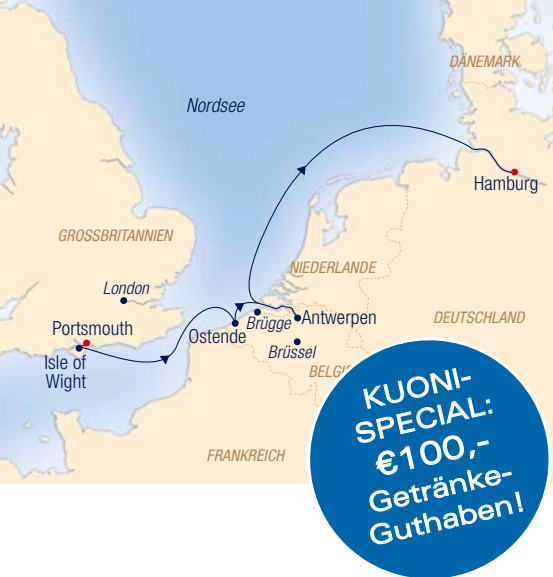 DÄNEMARK
Nordsee
Hamburg
GROSSBRITANNIEN
NIEDERLANDE
London
Portsmouth
Isle of
Wight
Ostende
Brügge
Antwerpen
DEUTSCHLAND
Brüssel
FRANKREICH
KUONI-
SPECIAL:
€100,-
Getränke-
Guthaben!